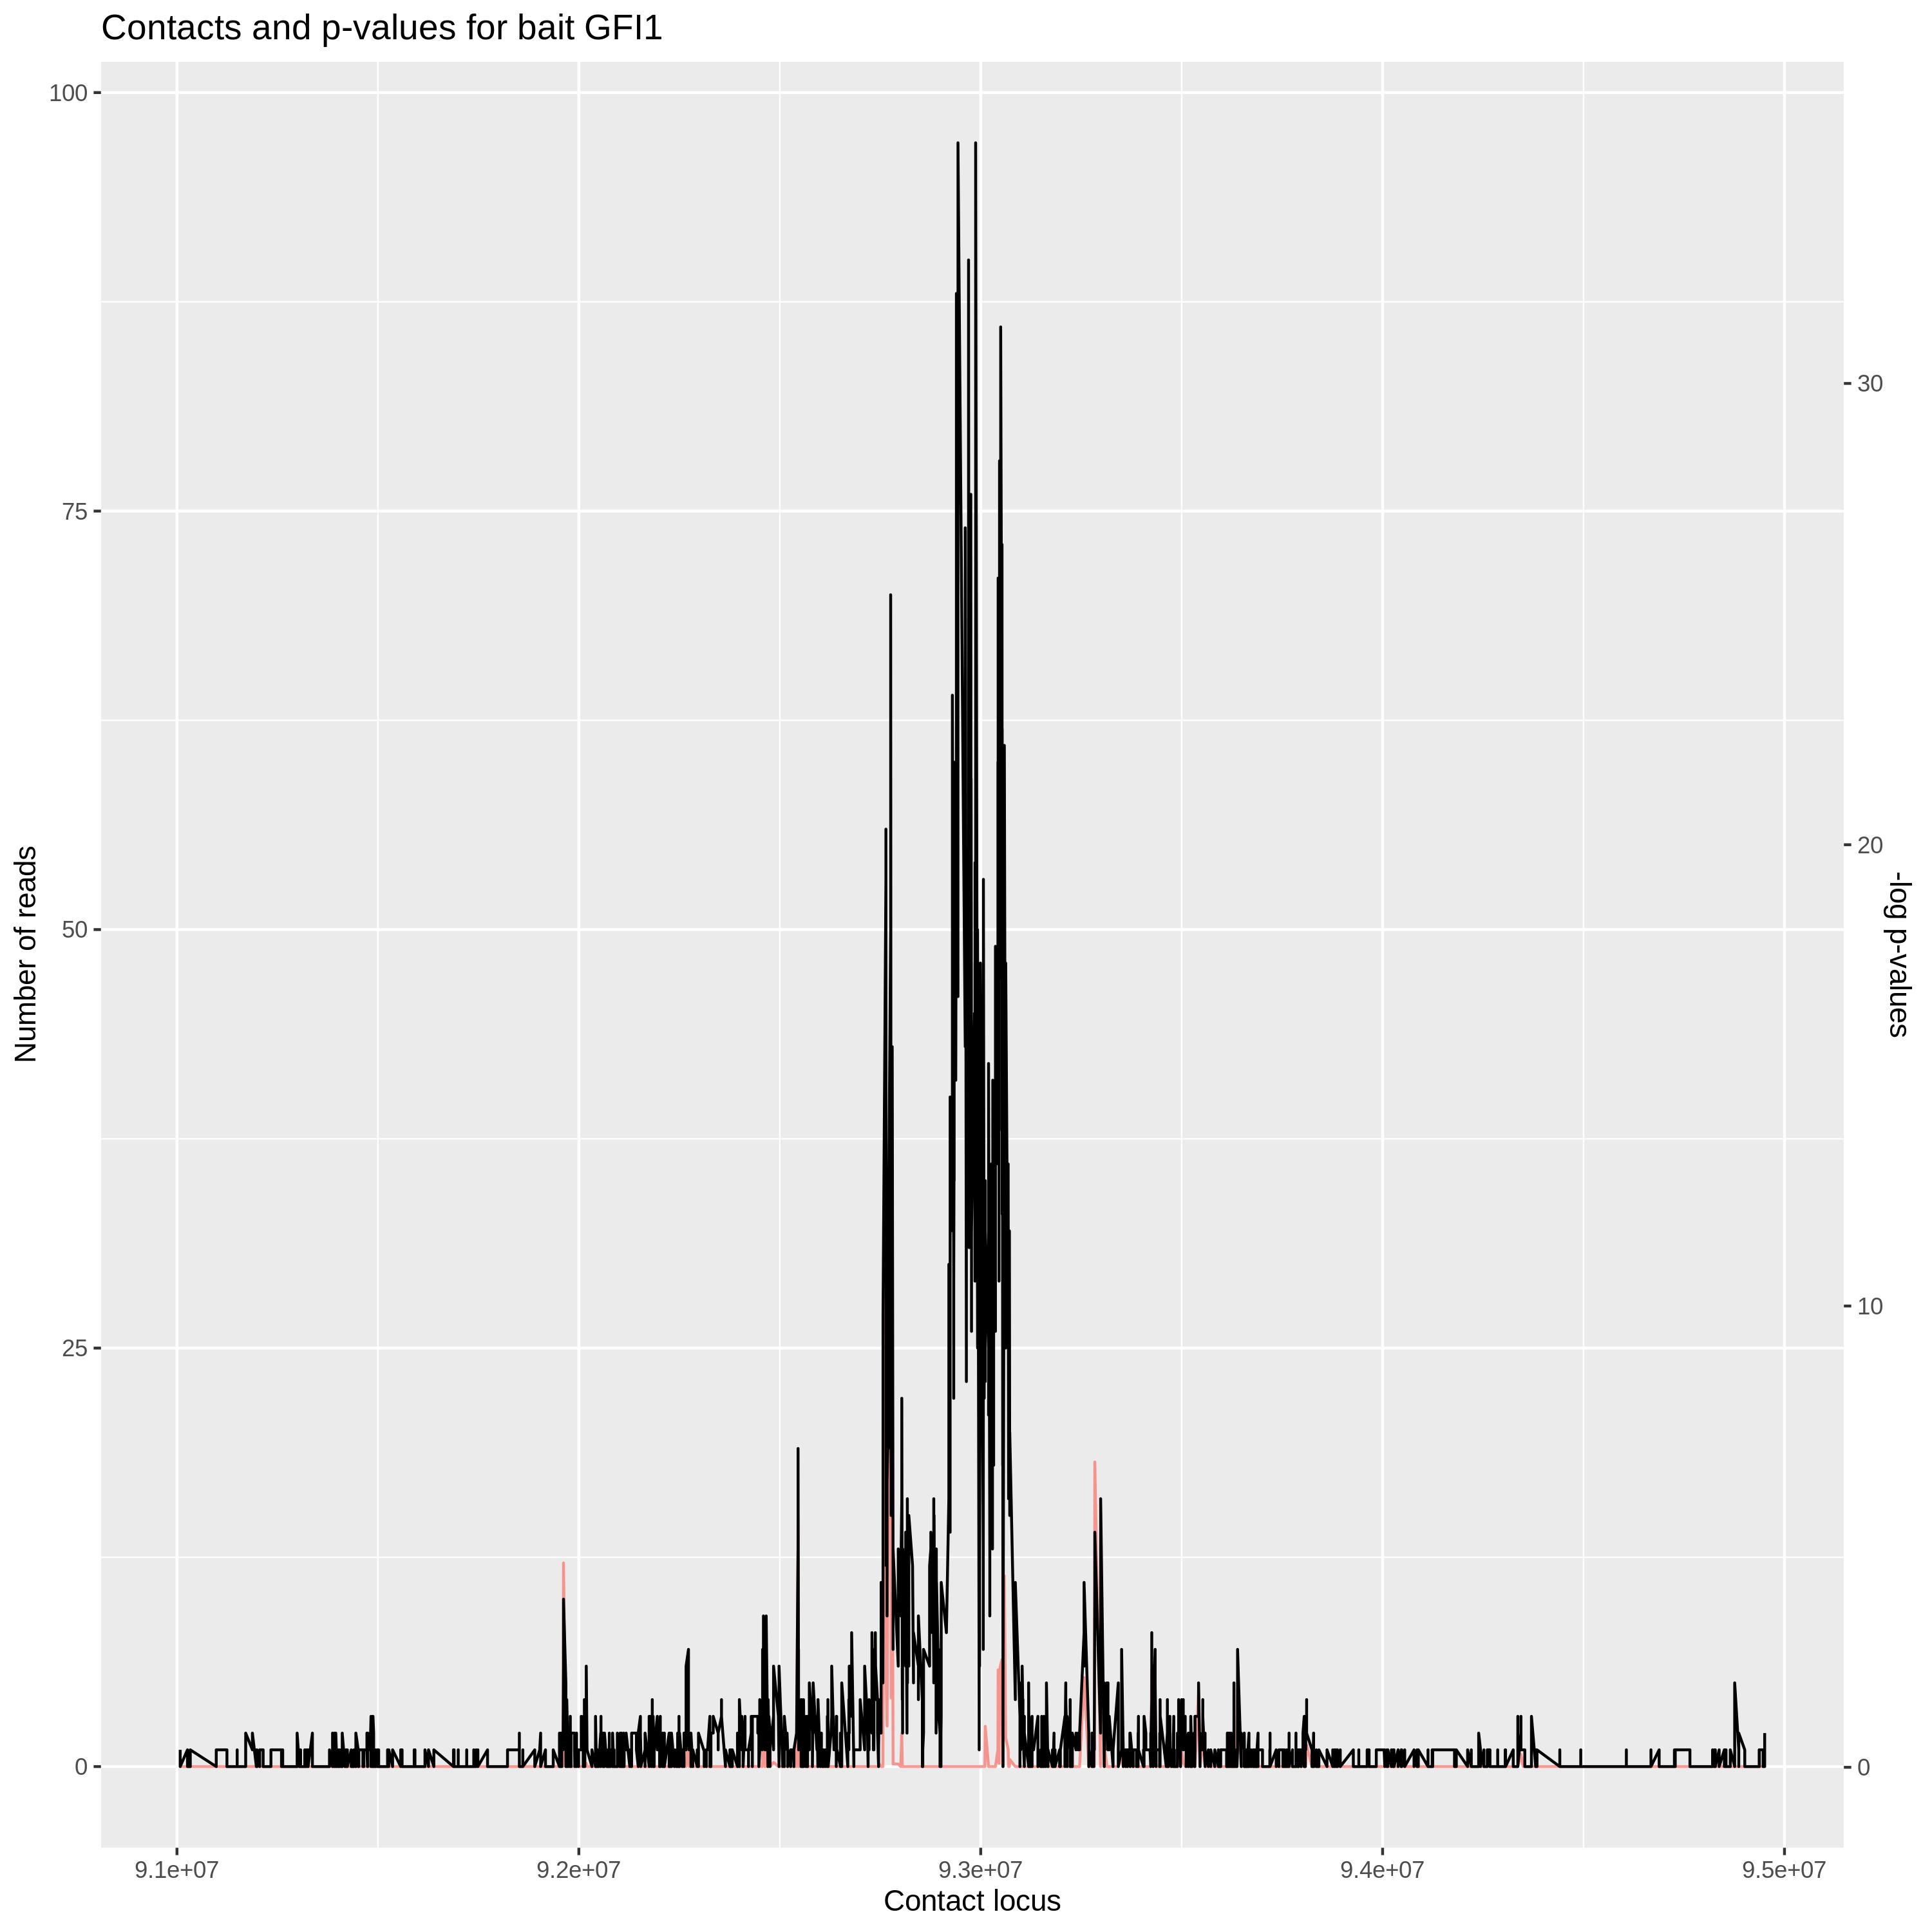 Contacts and p-values for bait GFI1
100
75
50
25
0
Number of reads
30
20
10
0
-log p-values
9.1e+07
9.2e+07
9.3e+07
9.4e+07
9.5e+07
Contact locus